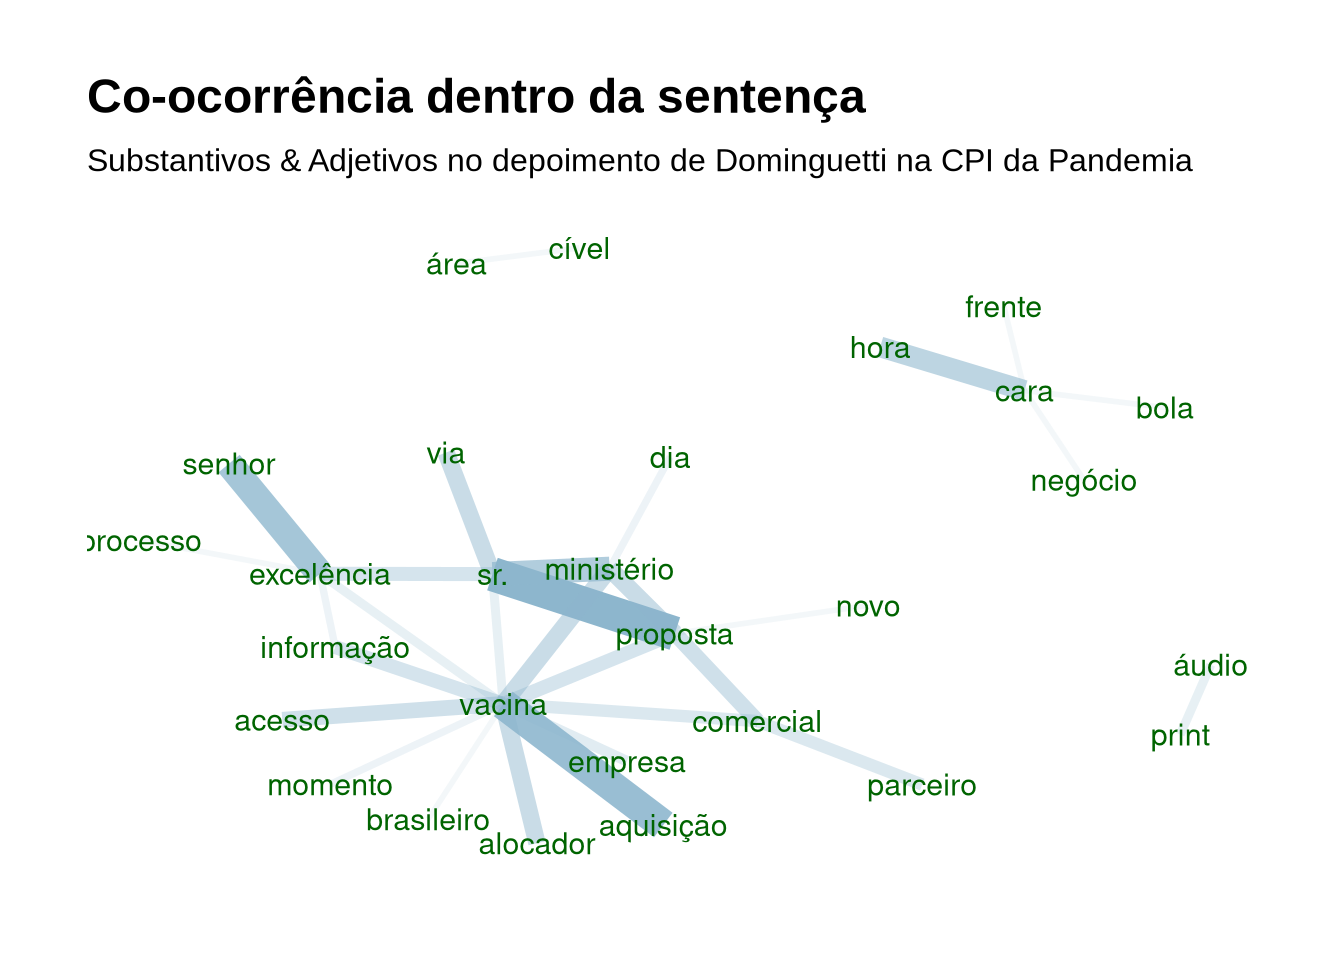 Co-ocorrência dentro da sentença
Substantivos & Adjetivos no depoimento de Dominguetti na CPI da Pandemia
área
cível
frente
hora
cara
bola
negócio
senhor
via
dia
processo
excelência
sr.
ministério
novo
informação
proposta
áudio
vacina
acesso
comercial
print
empresa
momento
parceiro
brasileiro
aquisição
alocador